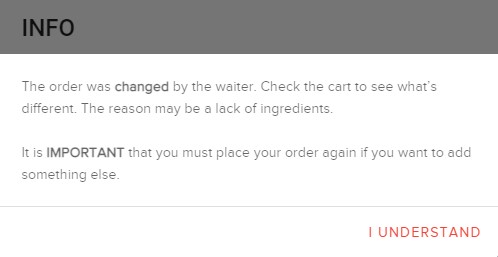 INFO
The order was changed by the waiter. Check the cart to see what's
different. The reason may be a lack of ingredients.
It is IMPORTANT that you must place your order again if you want to add
something else.
I UNDERSTAND